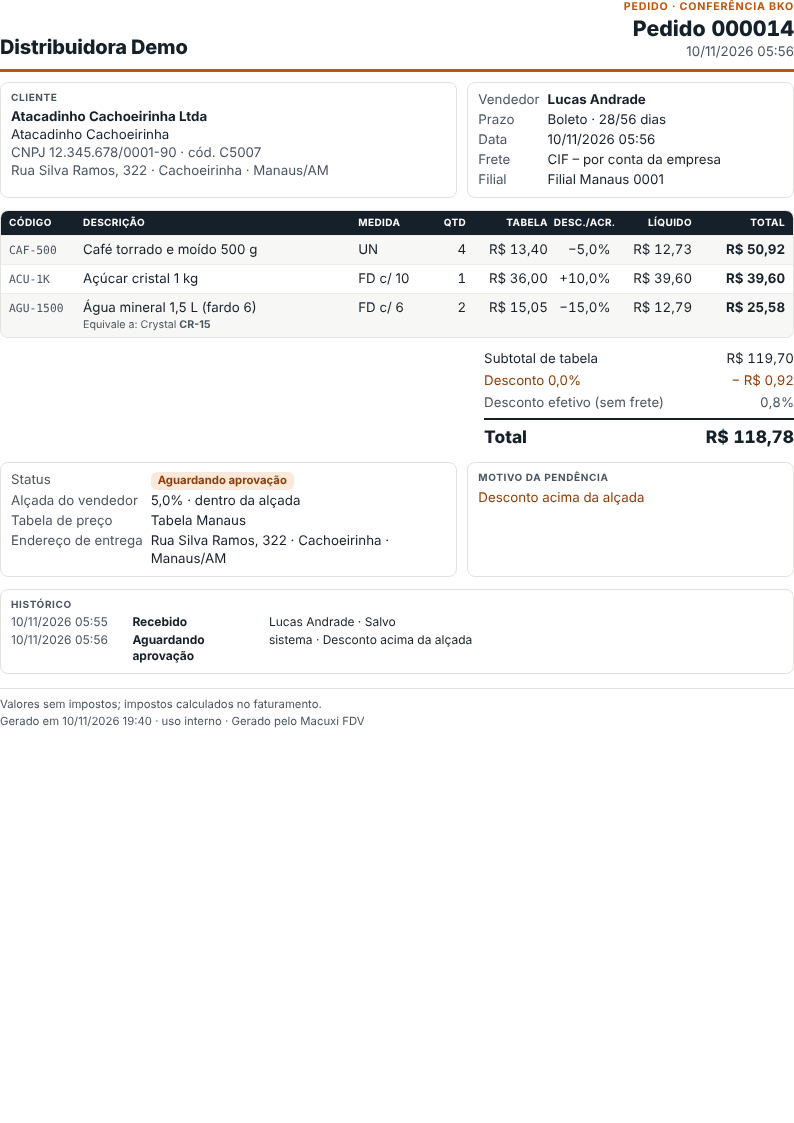 PEDIDO · CONFERÊNCIA BKO
Distribuidora Demo
Pedido 000014
10/11/2026 05:56
CLIENTE
Atacadinho Cachoeirinha Ltda
Atacadinho Cachoeirinha
CNPJ 12.345.678/0001-90 · cód. C5007
Rua Silva Ramos, 322 · Cachoeirinha · Manaus/AM
Vendedor Lucas Andrade
Prazo Boleto · 28/56 dias
Data 10/11/2026 05:56
Frete CIF – por conta da empresa
Filial Filial Manaus 0001
CÓDIGO DESCRIÇÃO MEDIDA QTD TABELA DESC./ACR. LÍQUIDO TOTAL
CAF-500 Café torrado e moído 500 g UN 4 R$ 13,40 −5,0% R$ 12,73 R$ 50,92
ACU-1K Açúcar cristal 1 kg FD c/ 10 1 R$ 36,00 +10,0% R$ 39,60 R$ 39,60
AGU-1500 Água mineral 1,5 L (fardo 6) FD c/ 6 2 R$ 15,05 −15,0% R$ 12,79 R$ 25,58
Equivale a: Crystal CR-15
Subtotal de tabela R$ 119,70
Desconto 0,0% − R$ 0,92
Desconto efetivo (sem frete) 0,8%
Total R$ 118,78
Status Aguardando aprovação
Alçada do vendedor 5,0% · dentro da alçada
Tabela de preço Tabela Manaus
Endereço de entrega Rua Silva Ramos, 322 · Cachoeirinha ·
Manaus/AM
MOTIVO DA PENDÊNCIA
Desconto acima da alçada
HISTÓRICO
10/11/2026 05:55 Recebido Lucas Andrade · Salvo
10/11/2026 05:56 Aguardando sistema · Desconto acima da alçada
aprovação
Valores sem impostos; impostos calculados no faturamento.
Gerado em 10/11/2026 19:40 · uso interno · Gerado pelo Macuxi FDV